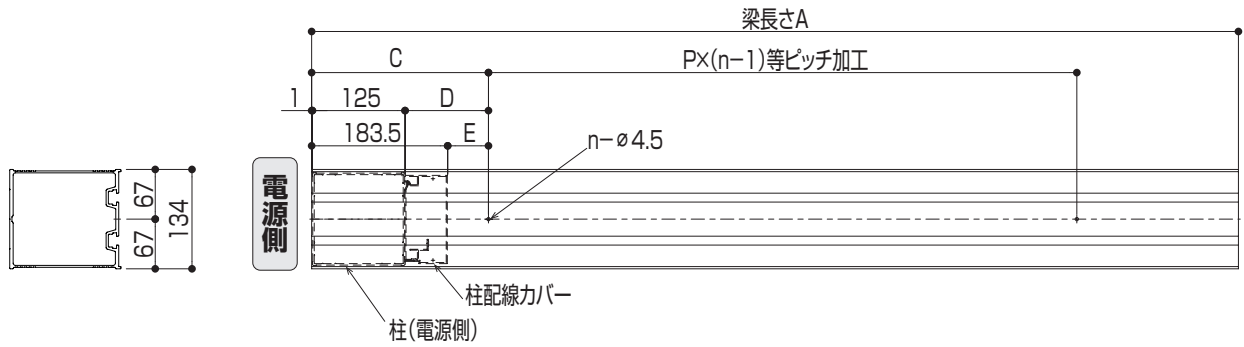 梁長さA
C
P×(n-1)等ピッチ加工
1
125
D
183.5
E
n-ø4.5
電源側
67
67
134
柱配線カバー
柱(電源側)